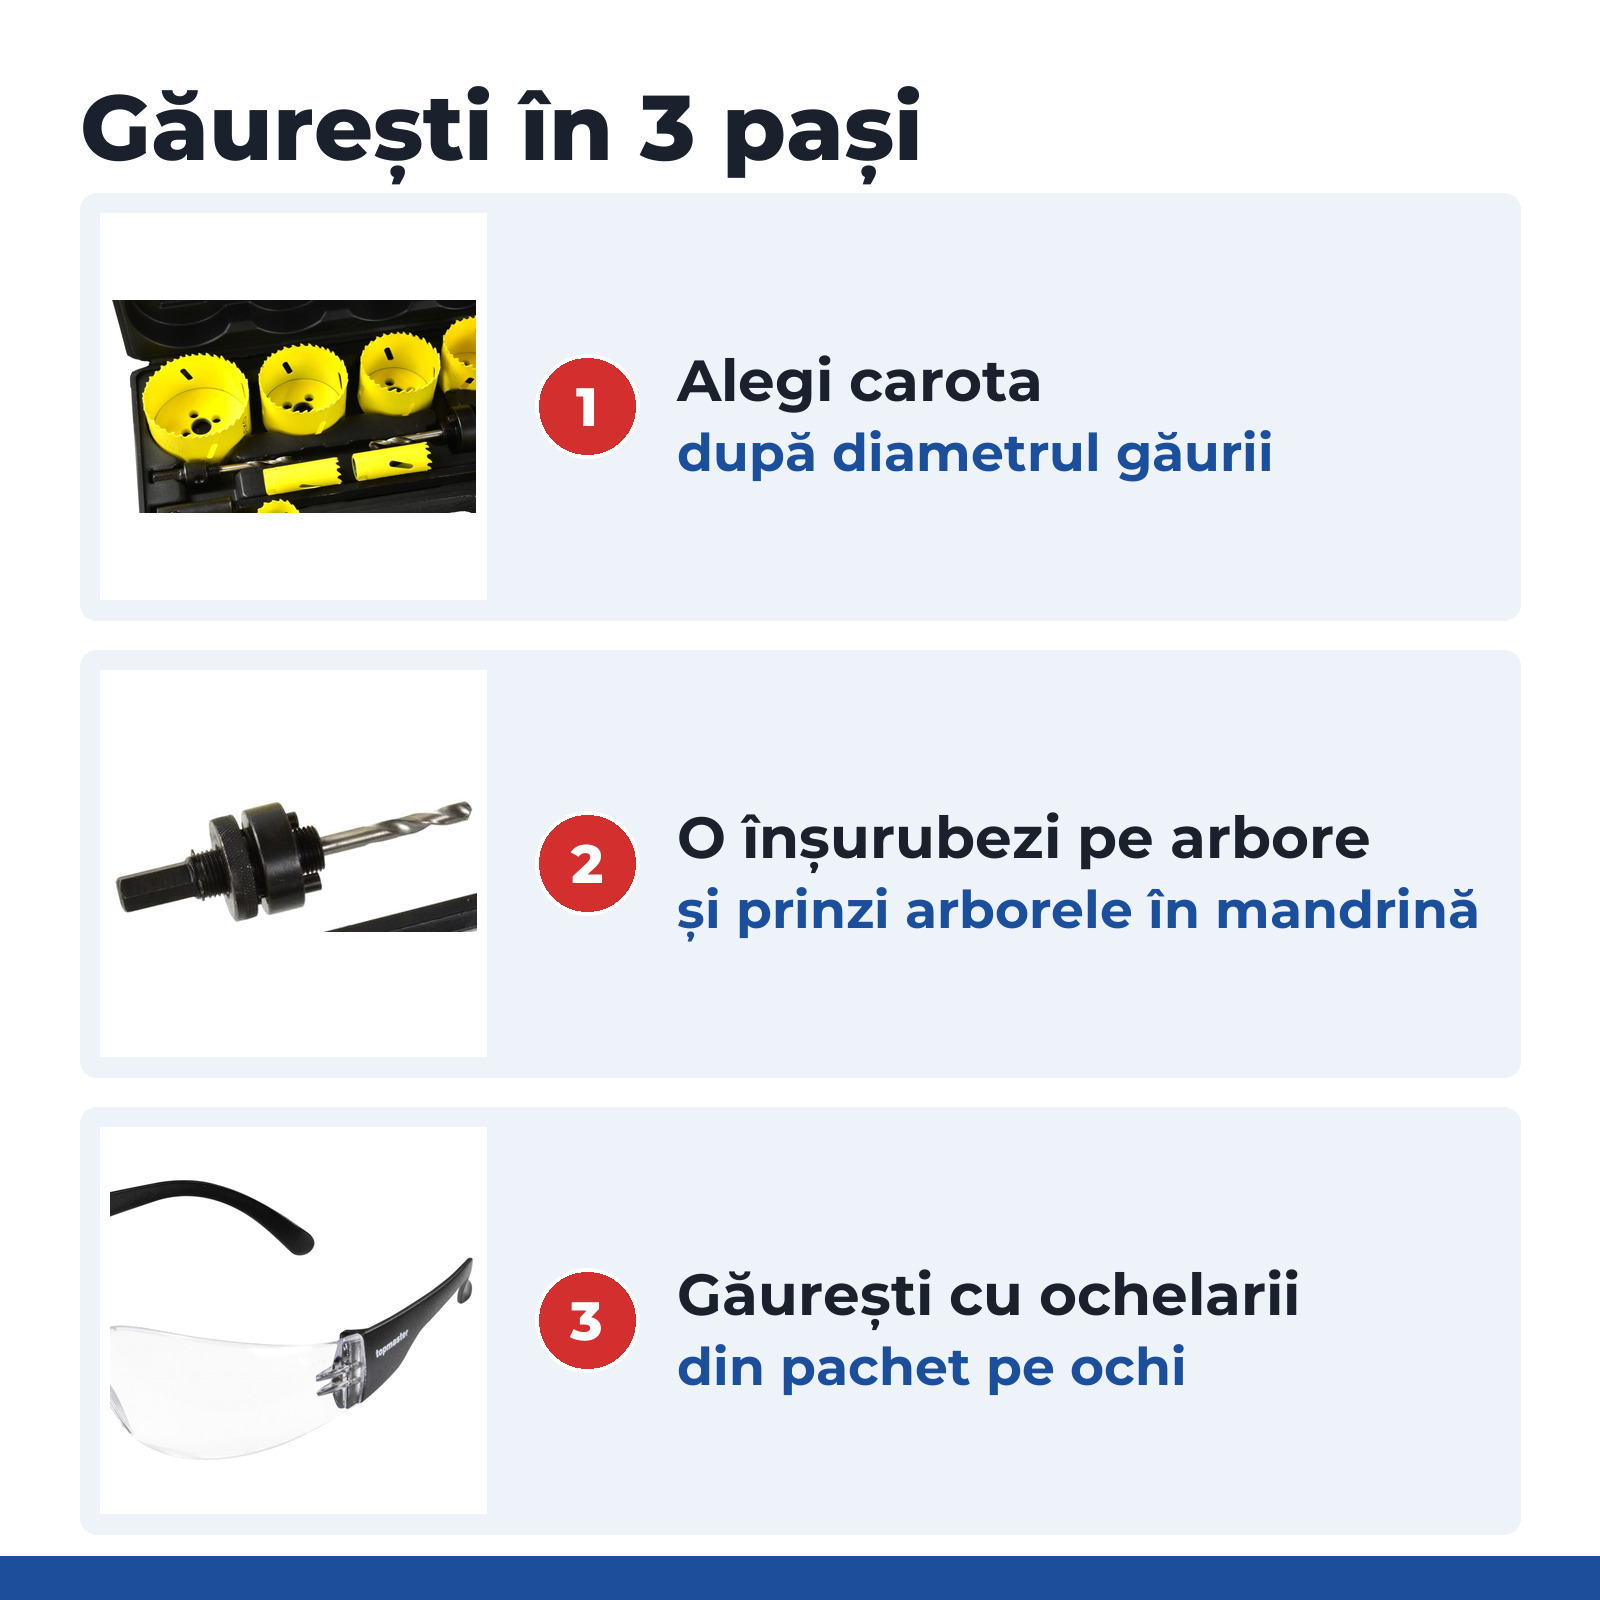 Găurești în 3 pași
1
Alegi carota
după diametrul găurii
2
O înșurubezi pe arbore
și prinzi arborele în mandrină
topmaster
3
Găurești cu ochelarii
din pachet pe ochi